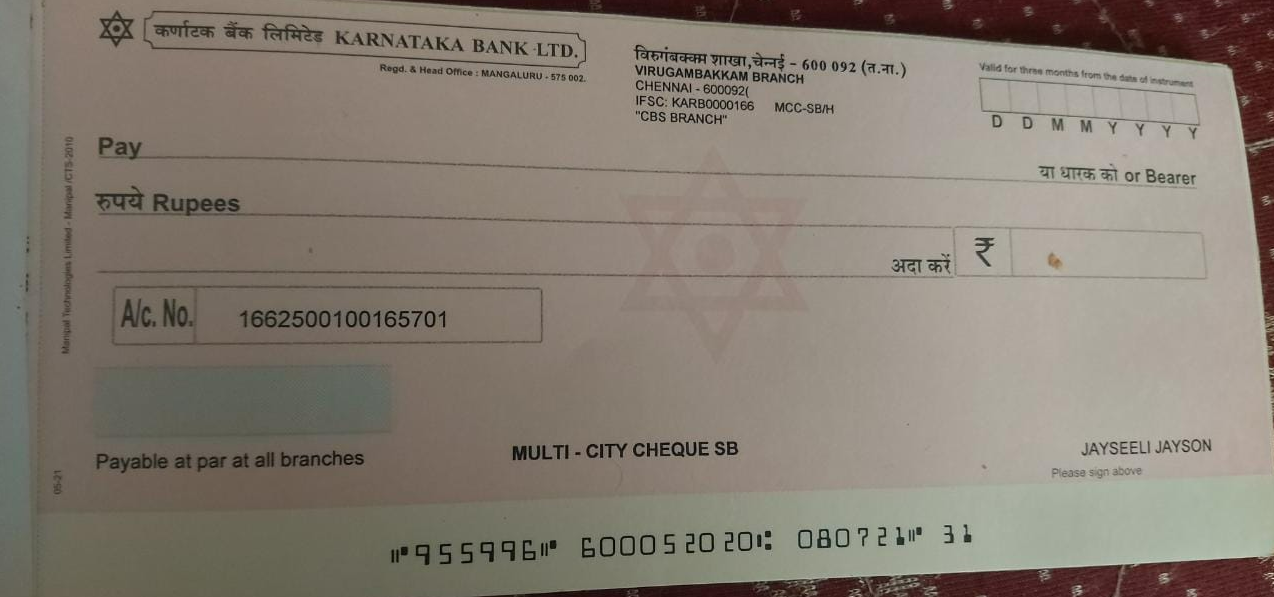 कर्णाटक बैंक लिमिटेड KARNATAKA BANK LTD.
Regd. & Head Office : MANGALURU - 575 002.
विरुगंबक्कम शाखा,चेन्नई - 600 092 (त.ना.)
VIRUGAMBAKKAM BRANCH
CHENNAI - 600092(
IFSC: KARB0000166 MCC-SB/H
"CBS BRANCH"
Valid for three months from the date of instrument
D D M M Y Y Y Y
Pay
या धारक को or Bearer
रुपये Rupees
अदा करें ₹
A/c. No. 1662500100165701
Payable at par at all branches
MULTI - CITY CHEQUE SB
JAYSEELI JAYSON
Please sign above
Manipal Technologies Limited - Manipal /CTS-2010
05-21
⑈955996⑈ 600052020⑆ 080721⑈ 31